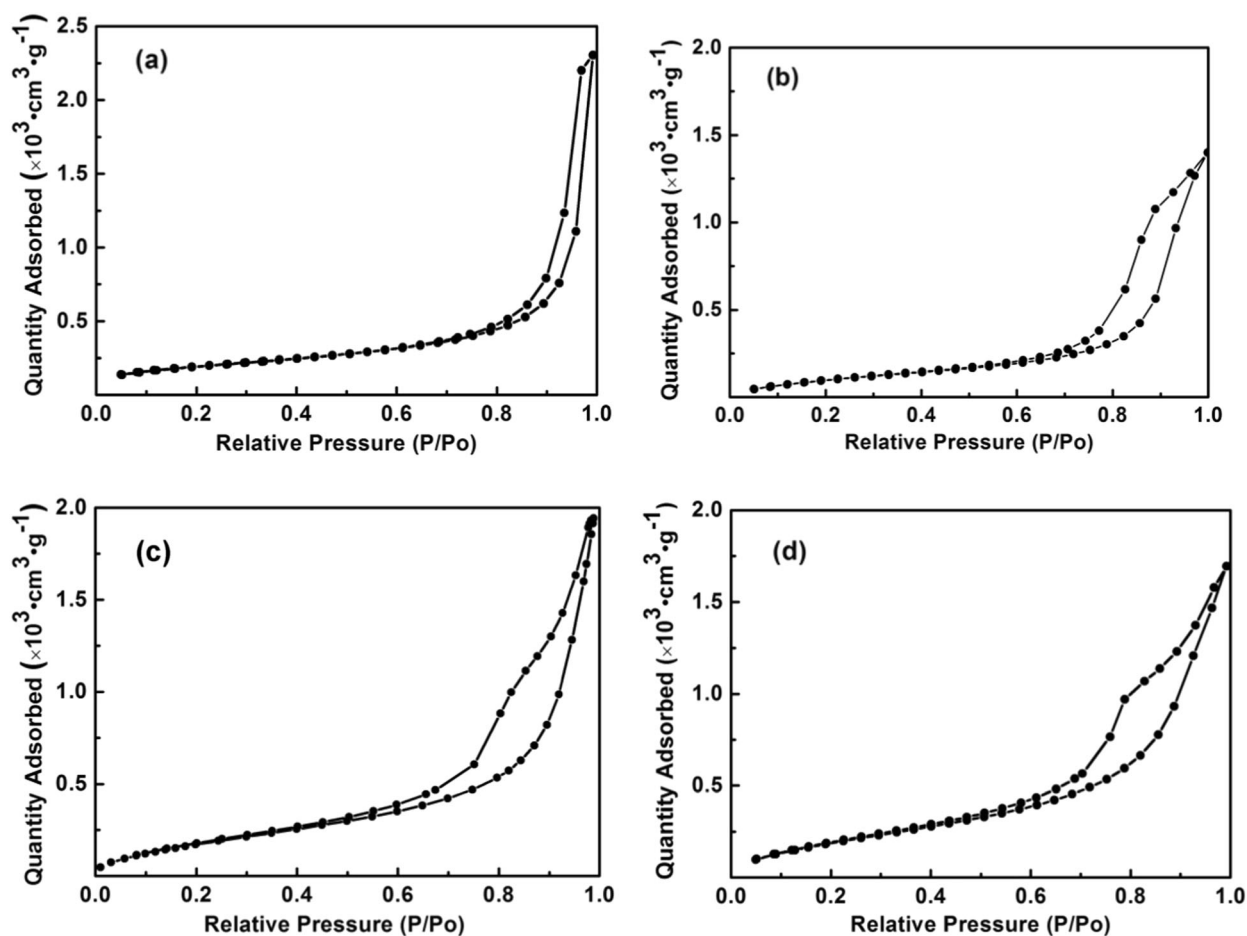 (a)
Quantity Adsorbed (×10³•cm³•g⁻¹)
2.5
2.0
1.5
1.0
0.5
0.0 0.2 0.4 0.6 0.8 1.0
Relative Pressure (P/Po)
(b)
Quantity Adsorbed (×10³•cm³•g⁻¹)
2.0
1.5
1.0
0.5
0.0 0.2 0.4 0.6 0.8 1.0
Relative Pressure (P/Po)
(c)
Quantity Adsorbed (×10³•cm³•g⁻¹)
2.0
1.5
1.0
0.5
0.0 0.2 0.4 0.6 0.8 1.0
Relative Pressure (P/Po)
(d)
Quantity Adsorbed (×10³•cm³•g⁻¹)
2.0
1.5
1.0
0.5
0.0 0.2 0.4 0.6 0.8 1.0
Relative Pressure (P/Po)